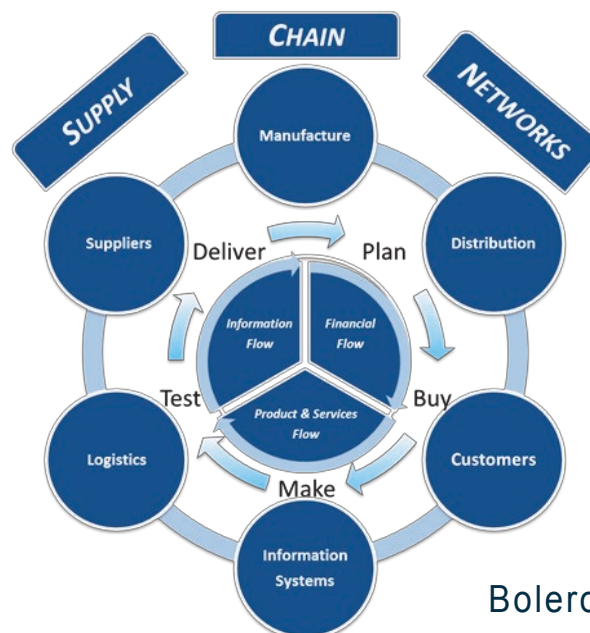 SUPPLY
CHAIN
NETWORKS
Manufacture
Suppliers
Distribution
Deliver
Plan
Information
Flow
Financial
Flow
Test
Buy
Product & Services
Flow
Logistics
Customers
Make
Information
Systems